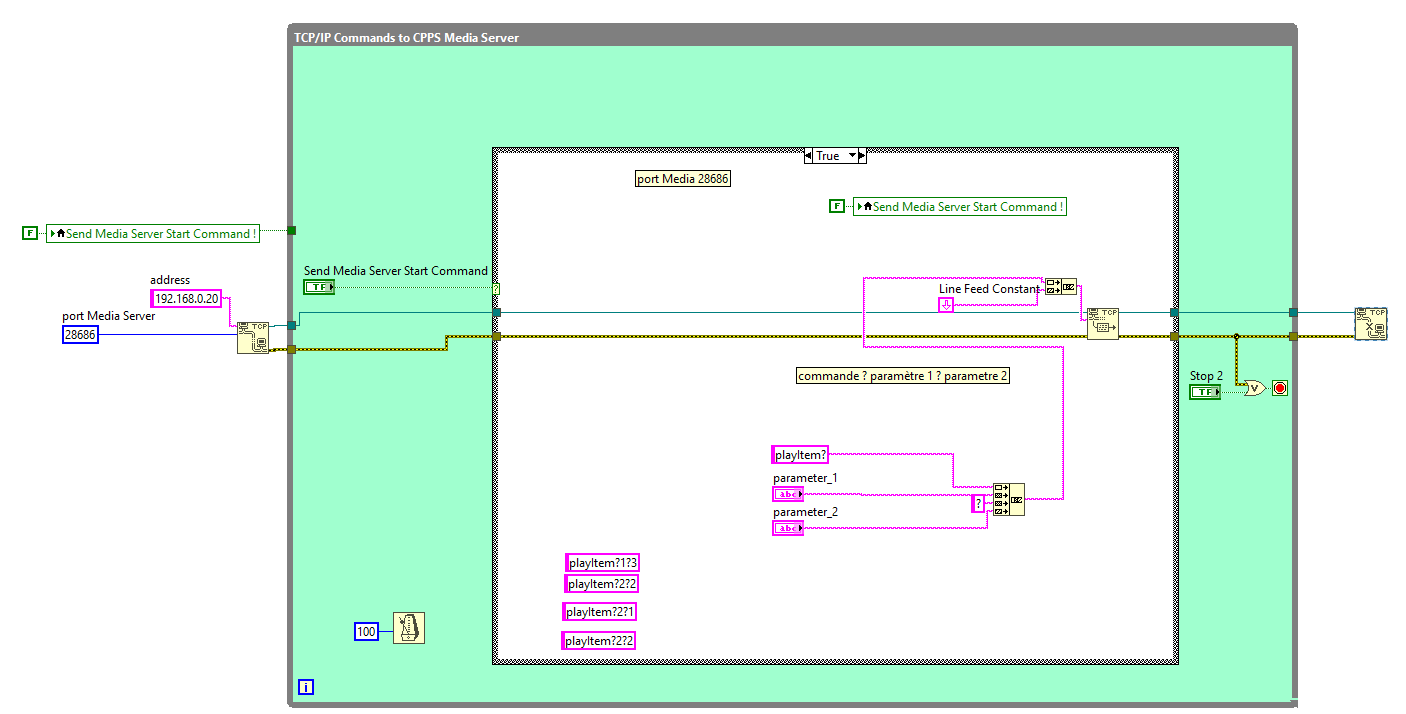 TCP/IP Commands to CPPS Media Server
True
port Media 28686
F
Send Media Server Start Command !
F
Send Media Server Start Command !
Send Media Server Start Command
TF
?
address
192.168.0.20
port Media Server
28686
TCP
Line Feed Constant
TCP
TCP
commande ? paramètre 1 ? parametre 2
Stop 2
TF
V
playItem?
parameter_1
abc
?
parameter_2
abc
playItem?1?3
playItem?2?2
playItem?2?1
playItem?2?2
100
i